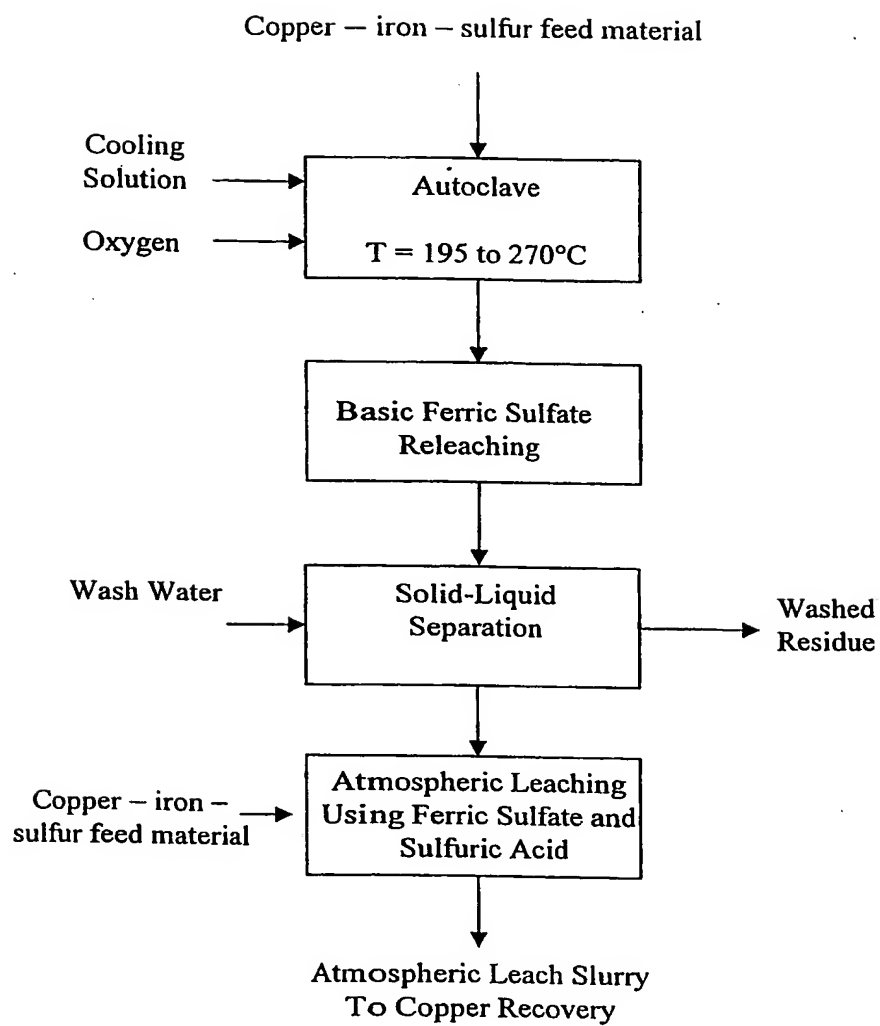 Copper – iron – sulfur feed material
Cooling
Solution
Oxygen
Autoclave
T = 195 to 270°C
Basic Ferric Sulfate
Releaching
Wash Water
Solid-Liquid
Separation
Washed
Residue
Copper – iron –
sulfur feed material
Atmospheric Leaching
Using Ferric Sulfate and
Sulfuric Acid
Atmospheric Leach Slurry
To Copper Recovery